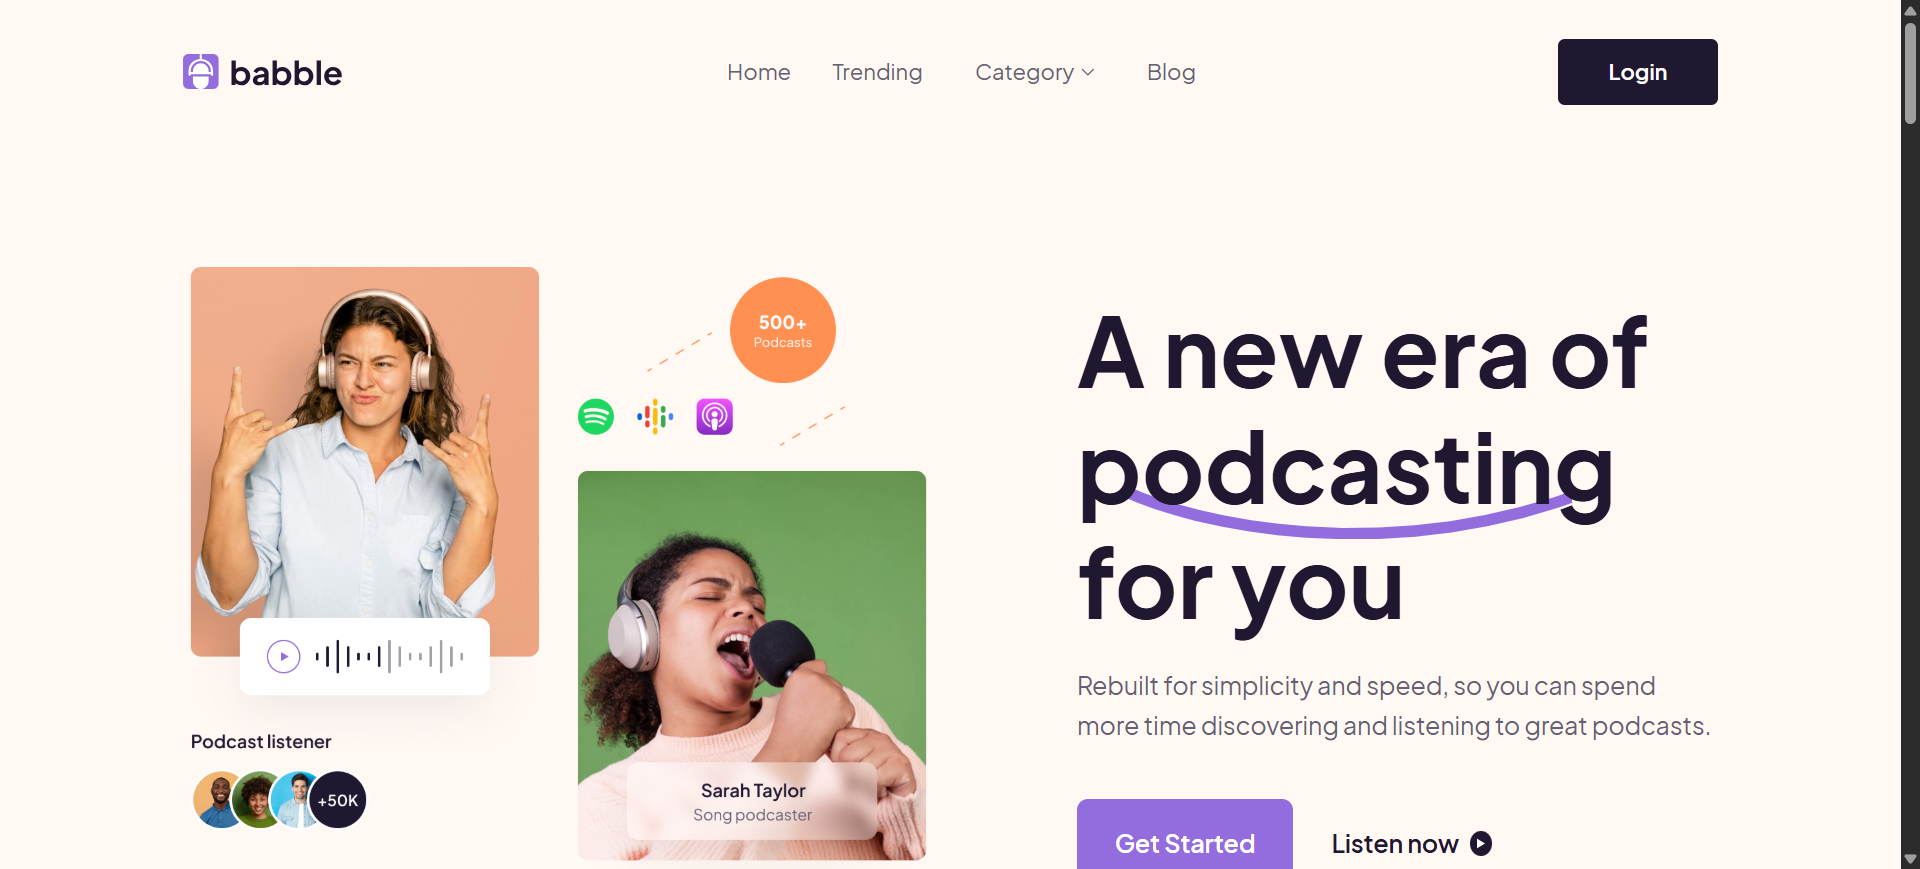 babble
Home
Trending
Category
Blog
Login
500+
Podcasts
A new era of
podcasting
for you
Rebuilt for simplicity and speed, so you can spend
more time discovering and listening to great podcasts.
Podcast listener
+50K
Sarah Taylor
Song podcaster
Get Started
Listen now